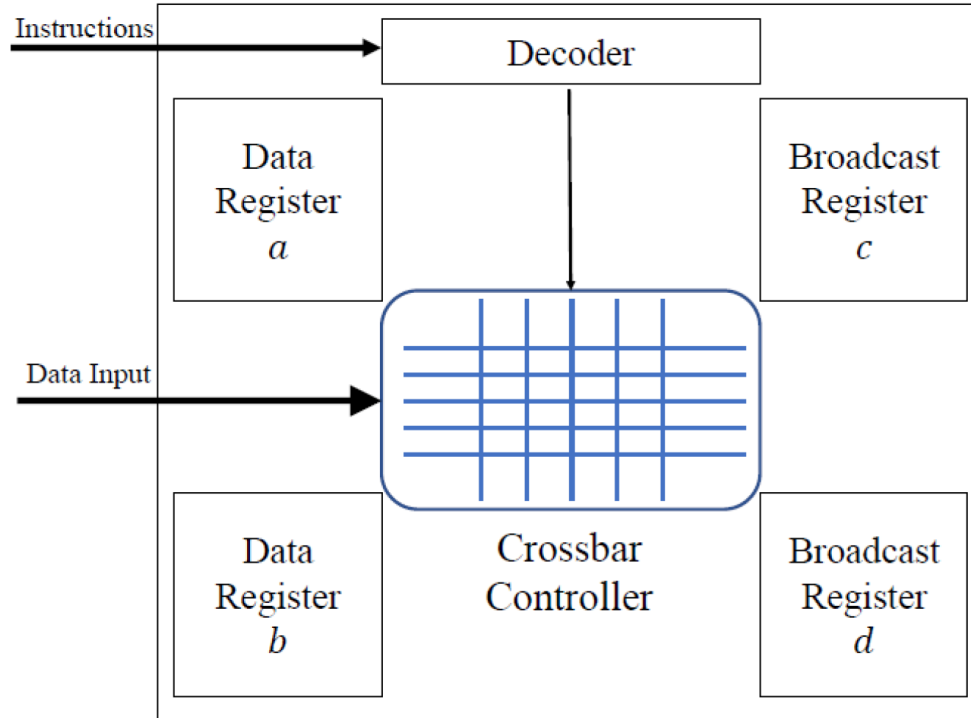 Instructions
Decoder
Data
Register
a
Broadcast
Register
c
Data Input
Data
Register
b
Crossbar
Controller
Broadcast
Register
d